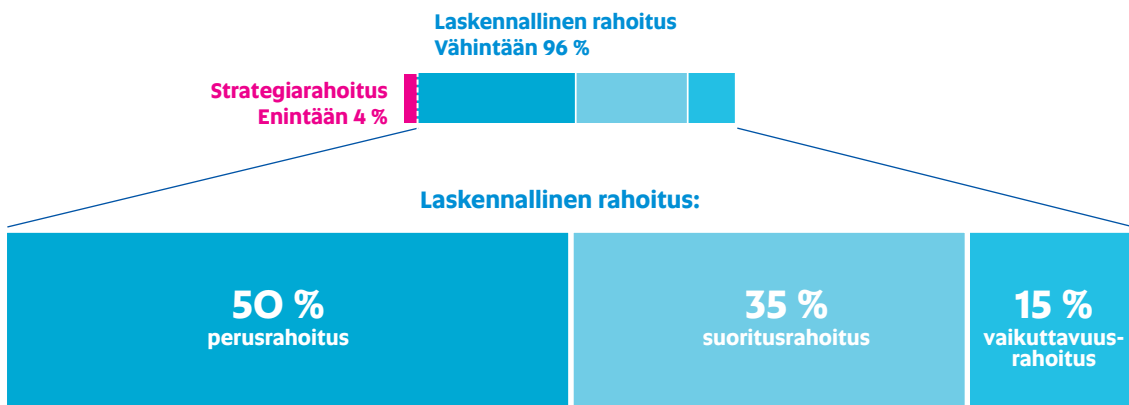 Laskennallinen rahoitus
Vähintään 96 %
Strategiarahoitus
Enintään 4 %
Laskennallinen rahoitus:
50 %
perusrahoitus
35 %
suoritusrahoitus
15 %
vaikuttavuus-
rahoitus